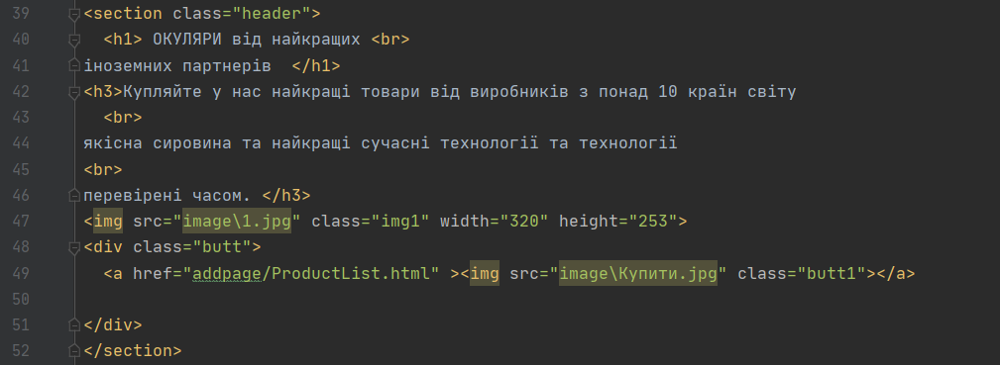 39 <section class="header">
40 <h1> ОКУЛЯРИ від найкращих <br>
41 іноземних партнерів  </h1>
42 <h3>Купляйте у нас найкращі товари від виробників з понад 10 країн світу
43 <br>
44 якісна сировина та найкращі сучасні технології та технології
45 <br>
46 перевірені часом. </h3>
47 <img src="image\1.jpg" class="img1" width="320" height="253">
48 <div class="butt">
49 <a href="addpage/ProductList.html" ><img src="image\Купити.jpg" class="butt1"></a>
50
51 </div>
52 </section>